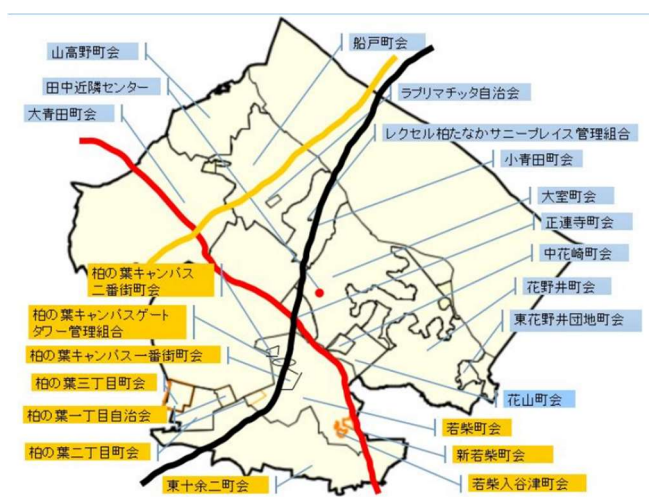 船戸町会
山高野町会
田中近隣センター
ラブリマチッタ自治会
大青田町会
レクセル柏たなかサニープレイス管理組合
小青田町会
大室町会
正連寺町会
中花崎町会
花野井町会
東花野井団地町会
柏の葉キャンパス
二番街町会
柏の葉キャンパスゲート
タワー管理組合
柏の葉キャンパス一番街町会
柏の葉三丁目町会
柏の葉一丁目自治会
柏の葉二丁目町会
東十余二町会
花山町会
若柴町会
新若柴町会
若柴入谷津町会